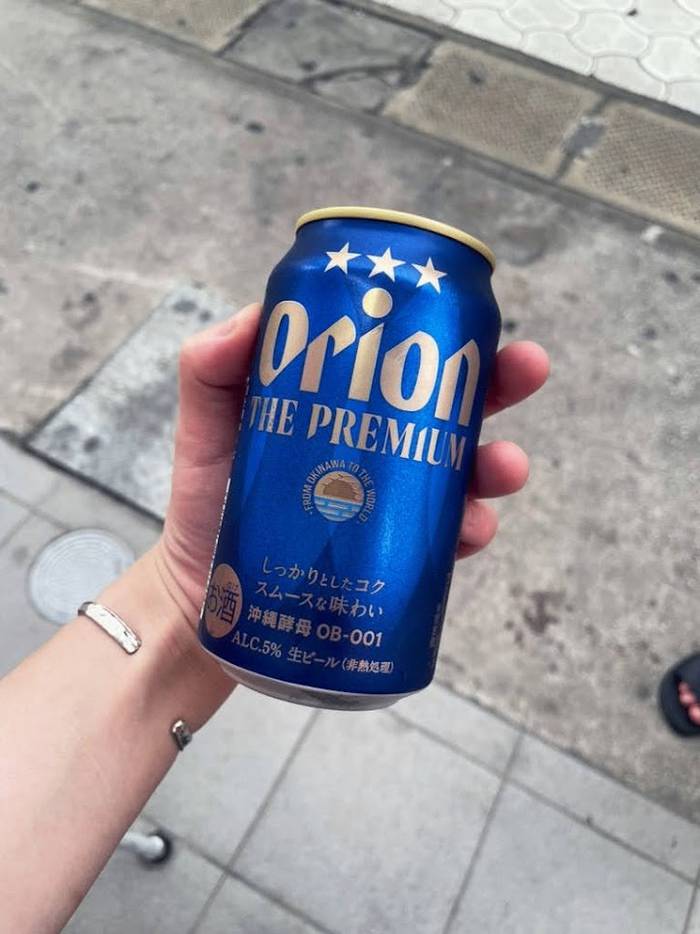 Orion
THE PREMIUM
FROM OKINAWA TO THE WORLD
しっかりとしたコク
スムースな味わい
沖縄酵母 OB-001
お酒
ALC.5% 生ビール(非熱処理)